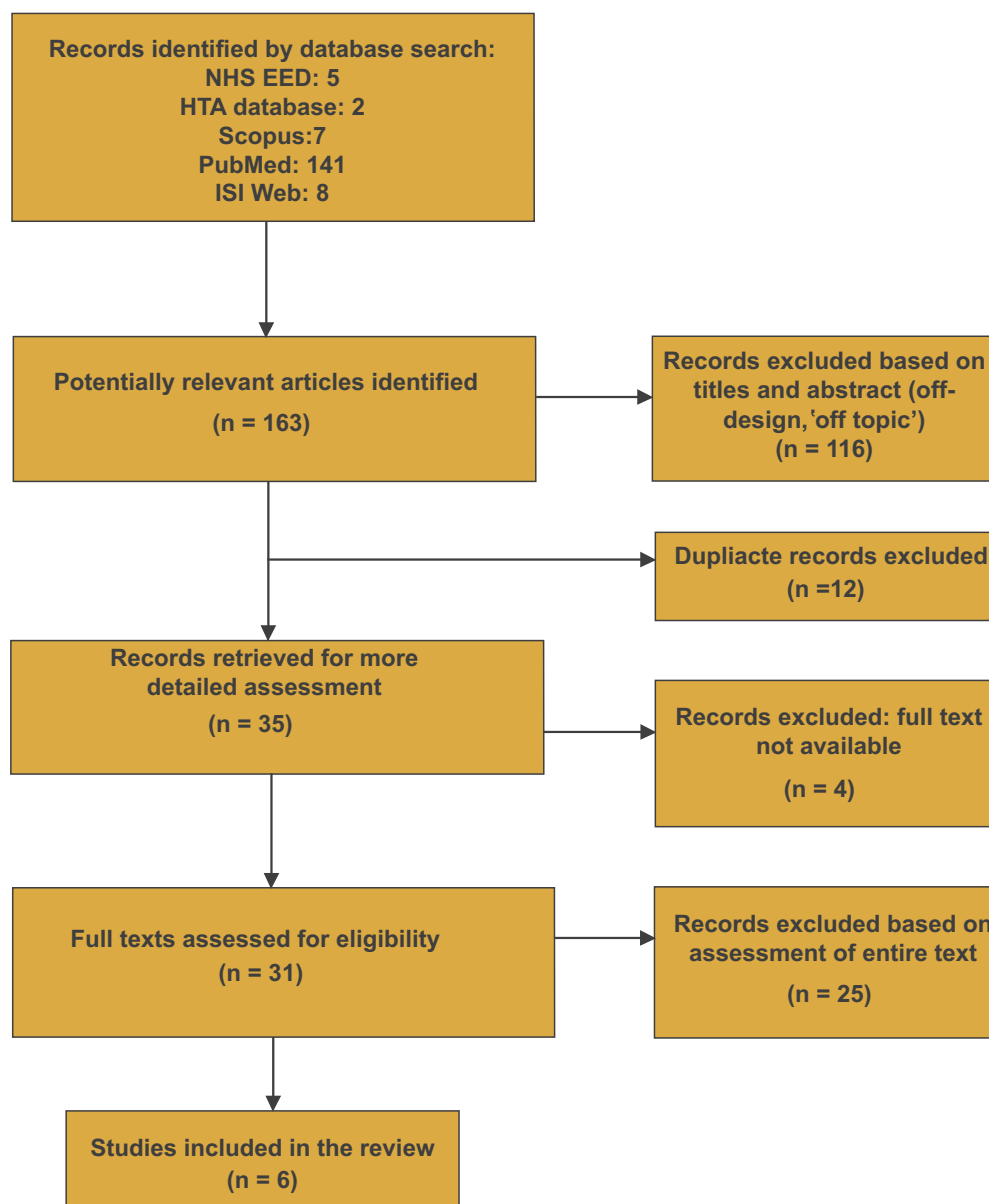 Records identified by database search:
NHS EED: 5
HTA database: 2
Scopus:7
PubMed: 141
ISI Web: 8
Potentially relevant articles identified
(n = 163)
Records excluded based on
titles and abstract (off-
design,‘off topic’)
(n = 116)
Dupliacte records excluded
(n =12)
Records retrieved for more
detailed assessment
(n = 35)
Records excluded: full text
not available
(n = 4)
Full texts assessed for eligibility
(n = 31)
Records excluded based on
assessment of entire text
(n = 25)
Studies included in the review
(n = 6)